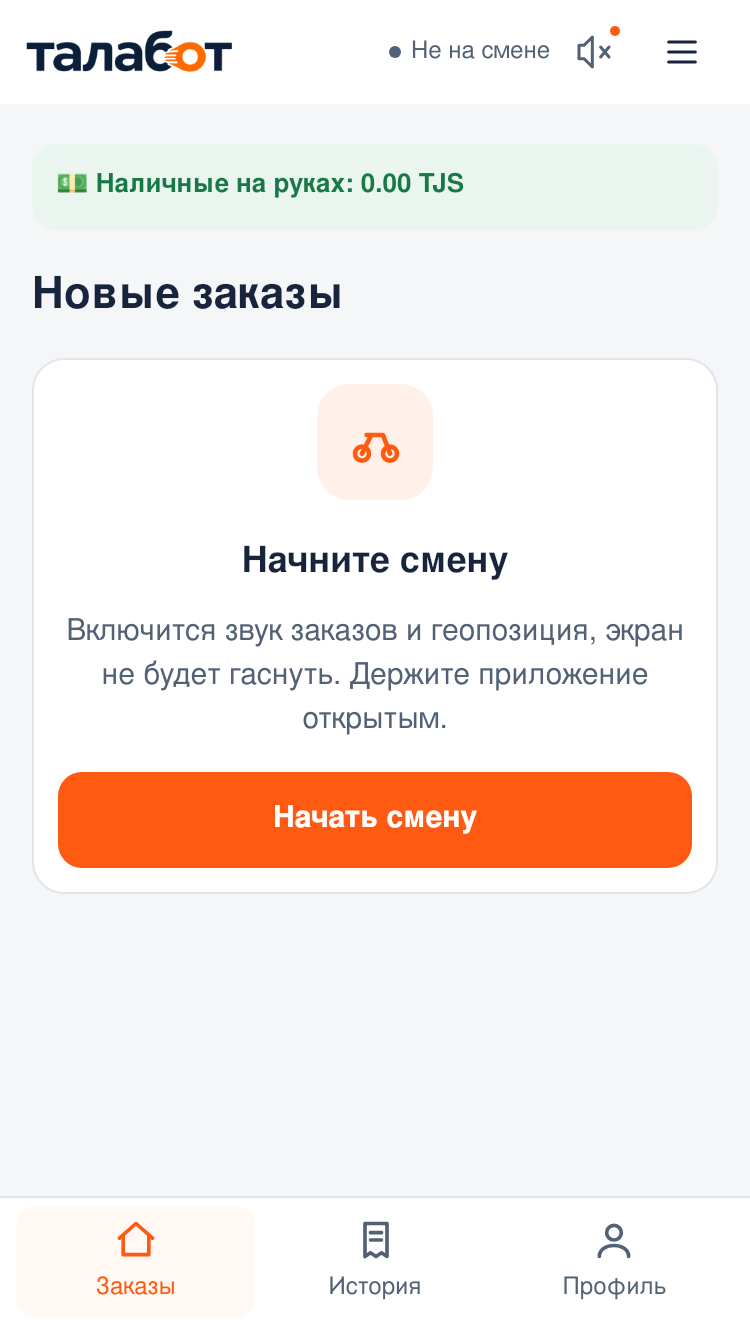 талабот
Не на смене
Наличные на руках: 0.00 TJS
Новые заказы
Начните смену
Включится звук заказов и геопозиция, экран
не будет гаснуть. Держите приложение
открытым.
Начать смену
Заказы
История
Профиль